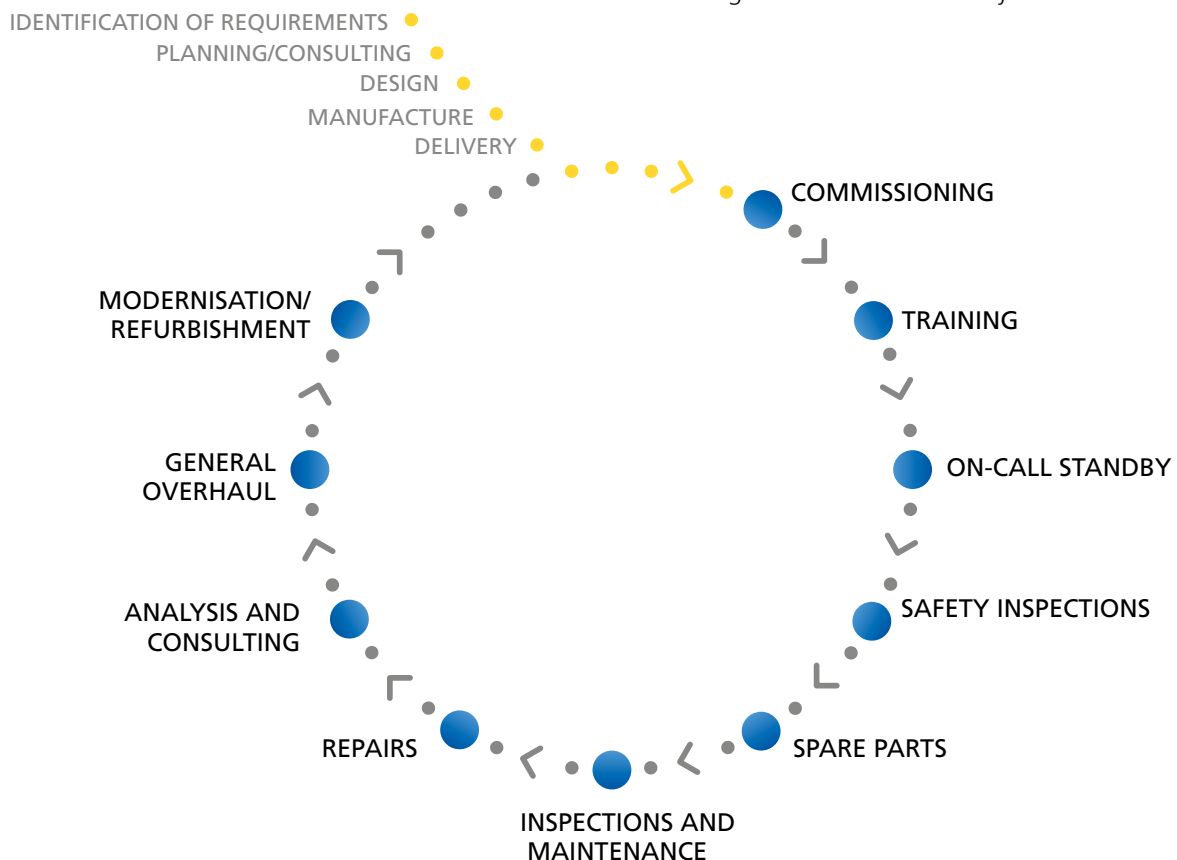 IDENTIFICATION OF REQUIREMENTS
PLANNING/CONSULTING
DESIGN
MANUFACTURE
DELIVERY
COMMISSIONING
TRAINING
ON-CALL STANDBY
SAFETY INSPECTIONS
SPARE PARTS
INSPECTIONS AND
MAINTENANCE
REPAIRS
ANALYSIS AND
CONSULTING
GENERAL
OVERHAUL
MODERNISATION/
REFURBISHMENT